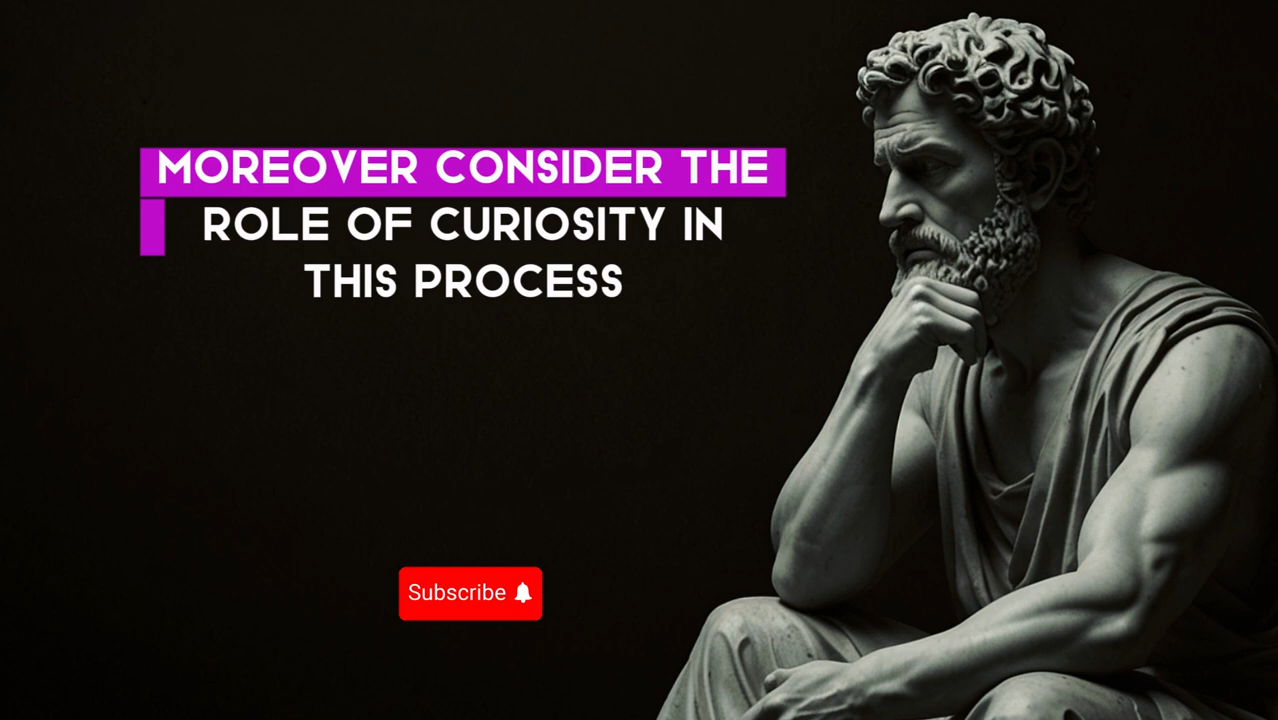 MOREOVER CONSIDER THE
ROLE OF CURIOSITY IN
THIS PROCESS
Subscribe